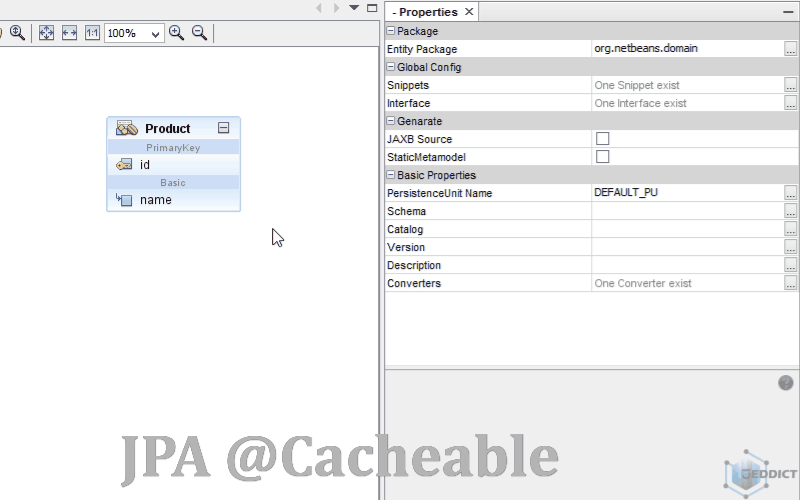 - Properties
100%
1:1
Product
PrimaryKey
id
Basic
name
Package
Entity Package org.netbeans.domain ...
Global Config
Snippets One Snippet exist ...
Interface One Interface exist ...
Genarate
JAXB Source
StaticMetamodel
Basic Properties
PersistenceUnit Name DEFAULT_PU ...
Schema ...
Catalog ...
Version ...
Description ...
Converters One Converter exist ...
?
JPA @Cacheable
JEDDICT